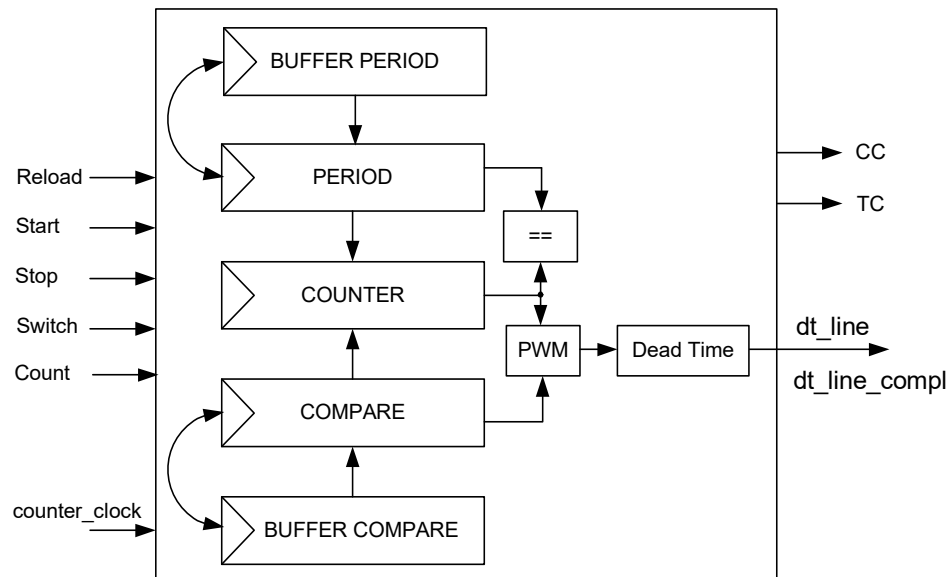 BUFFER PERIOD
PERIOD
==
COUNTER
PWM
Dead Time
COMPARE
BUFFER COMPARE
Reload
Start
Stop
Switch
Count
counter_clock
CC
TC
dt_line
dt_line_compl